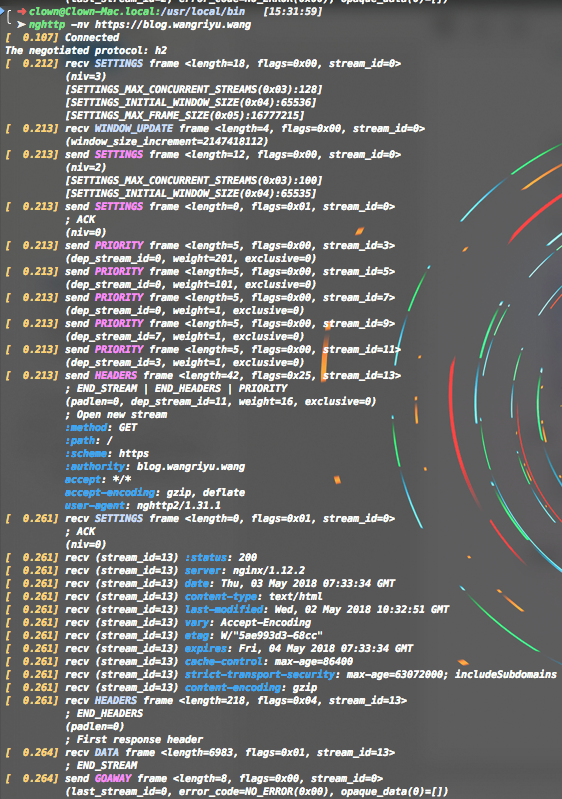 clown@Clown-Mac.local:/usr/local/bin [15:31:59]
nghttp -nv https://blog.wangriyu.wang
[ 0.107] Connected
The negotiated protocol: h2
[ 0.212] recv SETTINGS frame <length=18, flags=0x00, stream_id=0>
(niv=3)
[SETTINGS_MAX_CONCURRENT_STREAMS(0x03):128]
[SETTINGS_INITIAL_WINDOW_SIZE(0x04):65536]
[SETTINGS_MAX_FRAME_SIZE(0x05):16777215]
[ 0.213] recv WINDOW_UPDATE frame <length=4, flags=0x00, stream_id=0>
(window_size_increment=2147418112)
[ 0.213] send SETTINGS frame <length=12, flags=0x00, stream_id=0>
(niv=2)
[SETTINGS_MAX_CONCURRENT_STREAMS(0x03):100]
[SETTINGS_INITIAL_WINDOW_SIZE(0x04):65535]
[ 0.213] send SETTINGS frame <length=0, flags=0x01, stream_id=0>
; ACK
(niv=0)
[ 0.213] send PRIORITY frame <length=5, flags=0x00, stream_id=3>
(dep_stream_id=0, weight=201, exclusive=0)
[ 0.213] send PRIORITY frame <length=5, flags=0x00, stream_id=5>
(dep_stream_id=0, weight=101, exclusive=0)
[ 0.213] send PRIORITY frame <length=5, flags=0x00, stream_id=7>
(dep_stream_id=0, weight=1, exclusive=0)
[ 0.213] send PRIORITY frame <length=5, flags=0x00, stream_id=9>
(dep_stream_id=7, weight=1, exclusive=0)
[ 0.213] send PRIORITY frame <length=5, flags=0x00, stream_id=11>
(dep_stream_id=3, weight=1, exclusive=0)
[ 0.213] send HEADERS frame <length=42, flags=0x25, stream_id=13>
; END_STREAM | END_HEADERS | PRIORITY
(padlen=0, dep_stream_id=11, weight=16, exclusive=0)
; Open new stream
:method: GET
:path: /
:scheme: https
:authority: blog.wangriyu.wang
accept: */*
accept-encoding: gzip, deflate
user-agent: nghttp2/1.31.1
[ 0.261] recv SETTINGS frame <length=0, flags=0x01, stream_id=0>
; ACK
(niv=0)
[ 0.261] recv (stream_id=13) :status: 200
[ 0.261] recv (stream_id=13) server: nginx/1.12.2
[ 0.261] recv (stream_id=13) date: Thu, 03 May 2018 07:33:34 GMT
[ 0.261] recv (stream_id=13) content-type: text/html
[ 0.261] recv (stream_id=13) last-modified: Wed, 02 May 2018 10:32:51 GMT
[ 0.261] recv (stream_id=13) vary: Accept-Encoding
[ 0.261] recv (stream_id=13) etag: W/"5ae993d3-68cc"
[ 0.261] recv (stream_id=13) expires: Fri, 04 May 2018 07:33:34 GMT
[ 0.261] recv (stream_id=13) cache-control: max-age=86400
[ 0.261] recv (stream_id=13) strict-transport-security: max-age=63072000; includeSubdomains
[ 0.261] recv (stream_id=13) content-encoding: gzip
[ 0.261] recv HEADERS frame <length=218, flags=0x04, stream_id=13>
; END_HEADERS
(padlen=0)
; First response header
[ 0.264] recv DATA frame <length=6983, flags=0x01, stream_id=13>
; END_STREAM
[ 0.264] send GOAWAY frame <length=8, flags=0x00, stream_id=0>
(last_stream_id=0, error_code=NO_ERROR(0x00), opaque_data(0)=[])